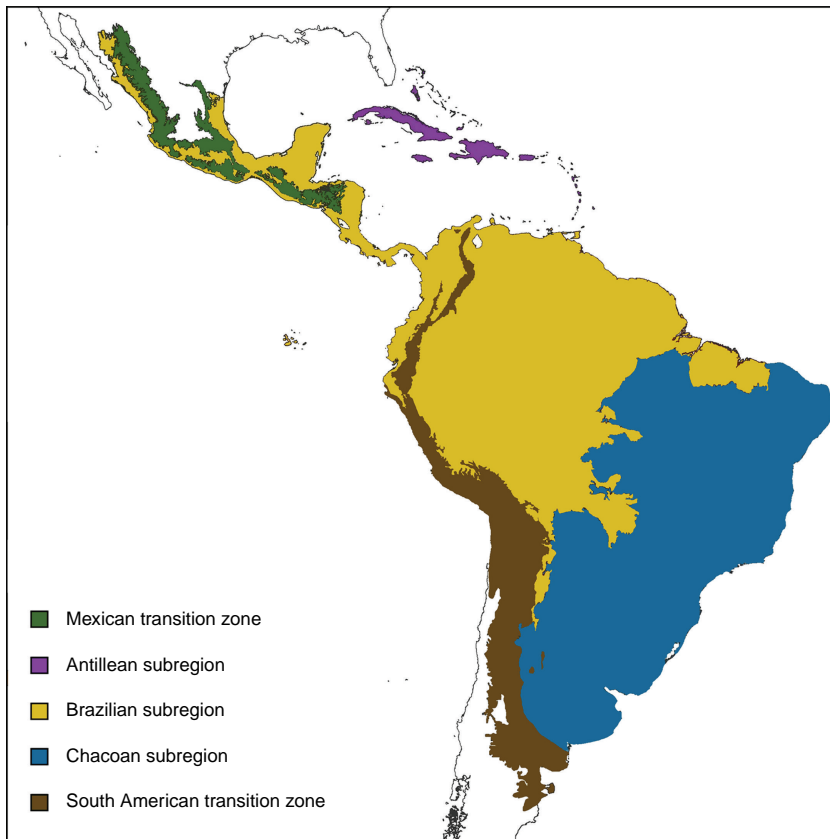 Mexican transition zone
Antillean subregion
Brazilian subregion
Chacoan subregion
South American transition zone